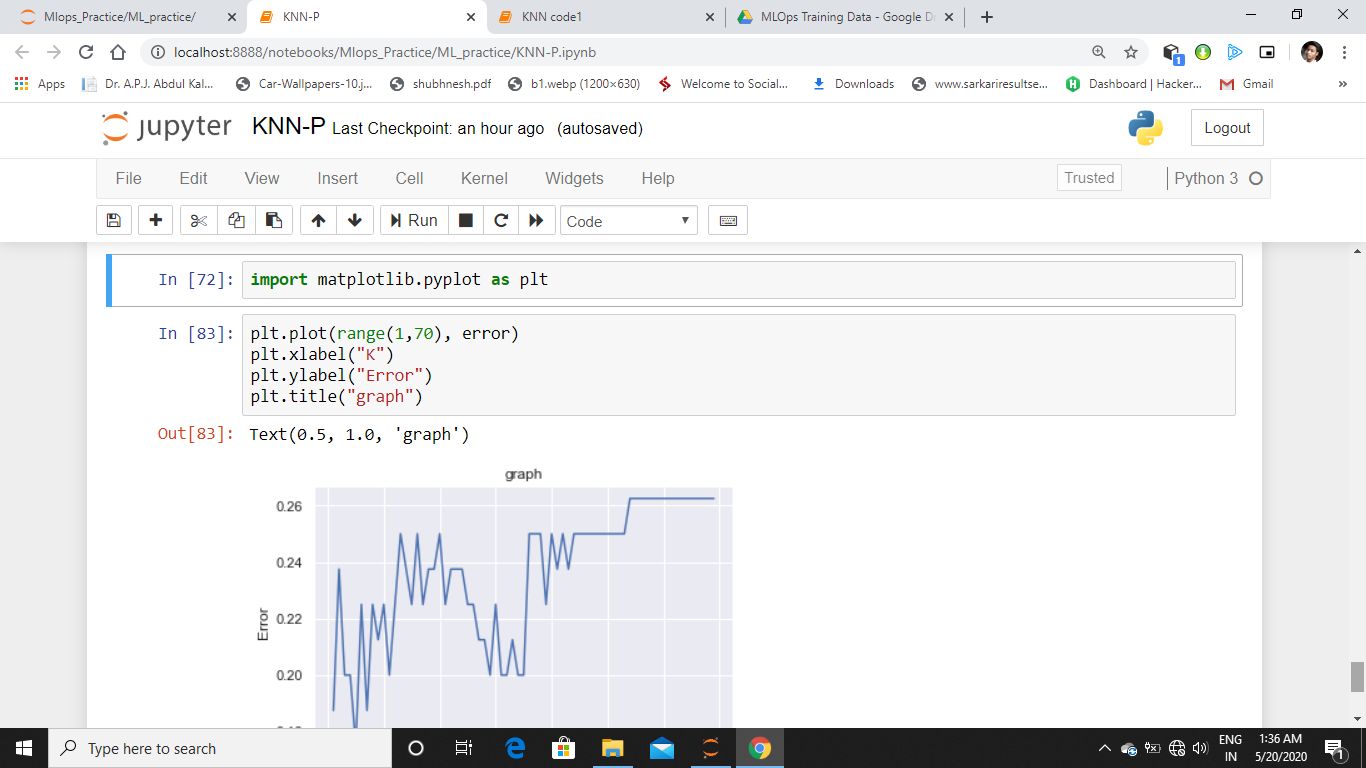 Mlops_Practice/ML_practice/
KNN-P
KNN code1
MLOps Training Data - Google D
localhost:8888/notebooks/Mlops_Practice/ML_practice/KNN-P.ipynb
1
Apps
Dr. A.P.J. Abdul Kal...
Car-Wallpapers-10.j...
shubhnesh.pdf
b1.webp (1200×630)
Welcome to Social...
Downloads
www.sarkariresultse...
Dashboard | Hacker...
Gmail
»
jupyter KNN-P Last Checkpoint: an hour ago (autosaved)
Logout
File Edit View Insert Cell Kernel Widgets Help
Trusted
Python 3
Run
Code
In [72]: import matplotlib.pyplot as plt
In [83]: plt.plot(range(1,70), error)
plt.xlabel("K")
plt.ylabel("Error")
plt.title("graph")
Out[83]: Text(0.5, 1.0, 'graph')
graph
0.26
0.24
0.22
0.20
Error
Type here to search
ENG
IN
1:36 AM
5/20/2020
1